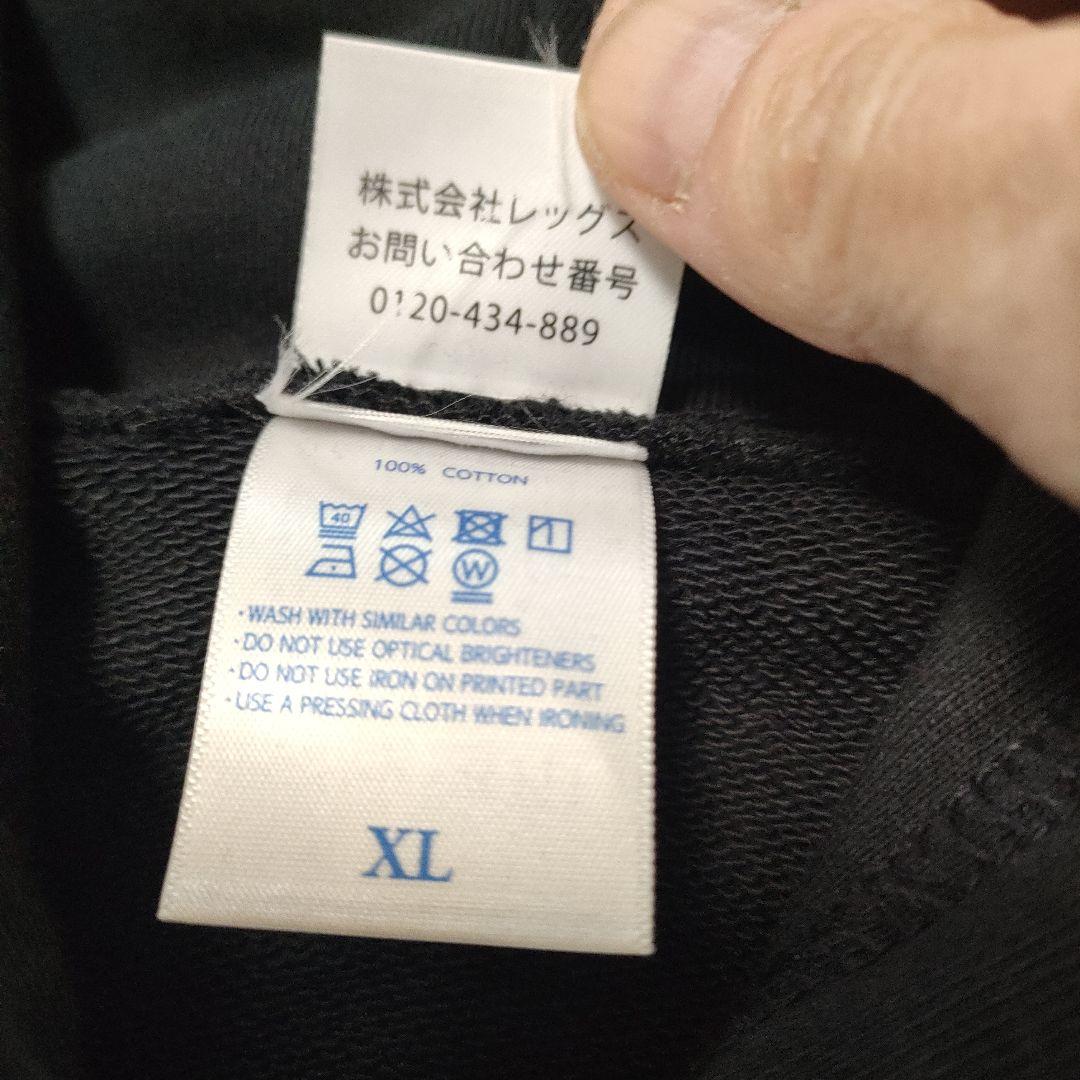 株式会社レッグス
お問い合わせ番号
0120-434-889
100% COTTON
40
W
・WASH WITH SIMILAR COLORS
・DO NOT USE OPTICAL BRIGHTENERS
・DO NOT USE IRON ON PRINTED PART
・USE A PRESSING CLOTH WHEN IRONING
XL